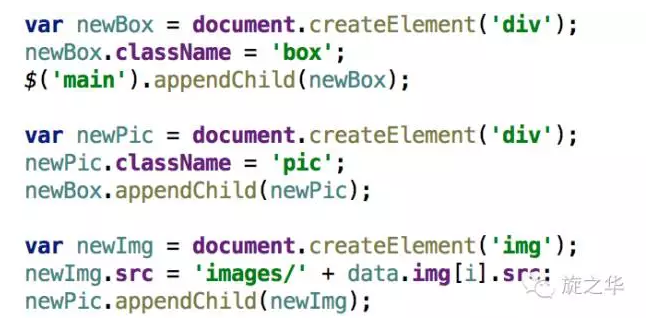 var newBox = document.createElement('div');
newBox.className = 'box';
$('main').appendChild(newBox);
var newPic = document.createElement('div');
newPic.className = 'pic';
newBox.appendChild(newPic);
var newImg = document.createElement('img');
newImg.src = 'images/' + data.img[i].src;
newPic.appendChild(newImg);
旋之华